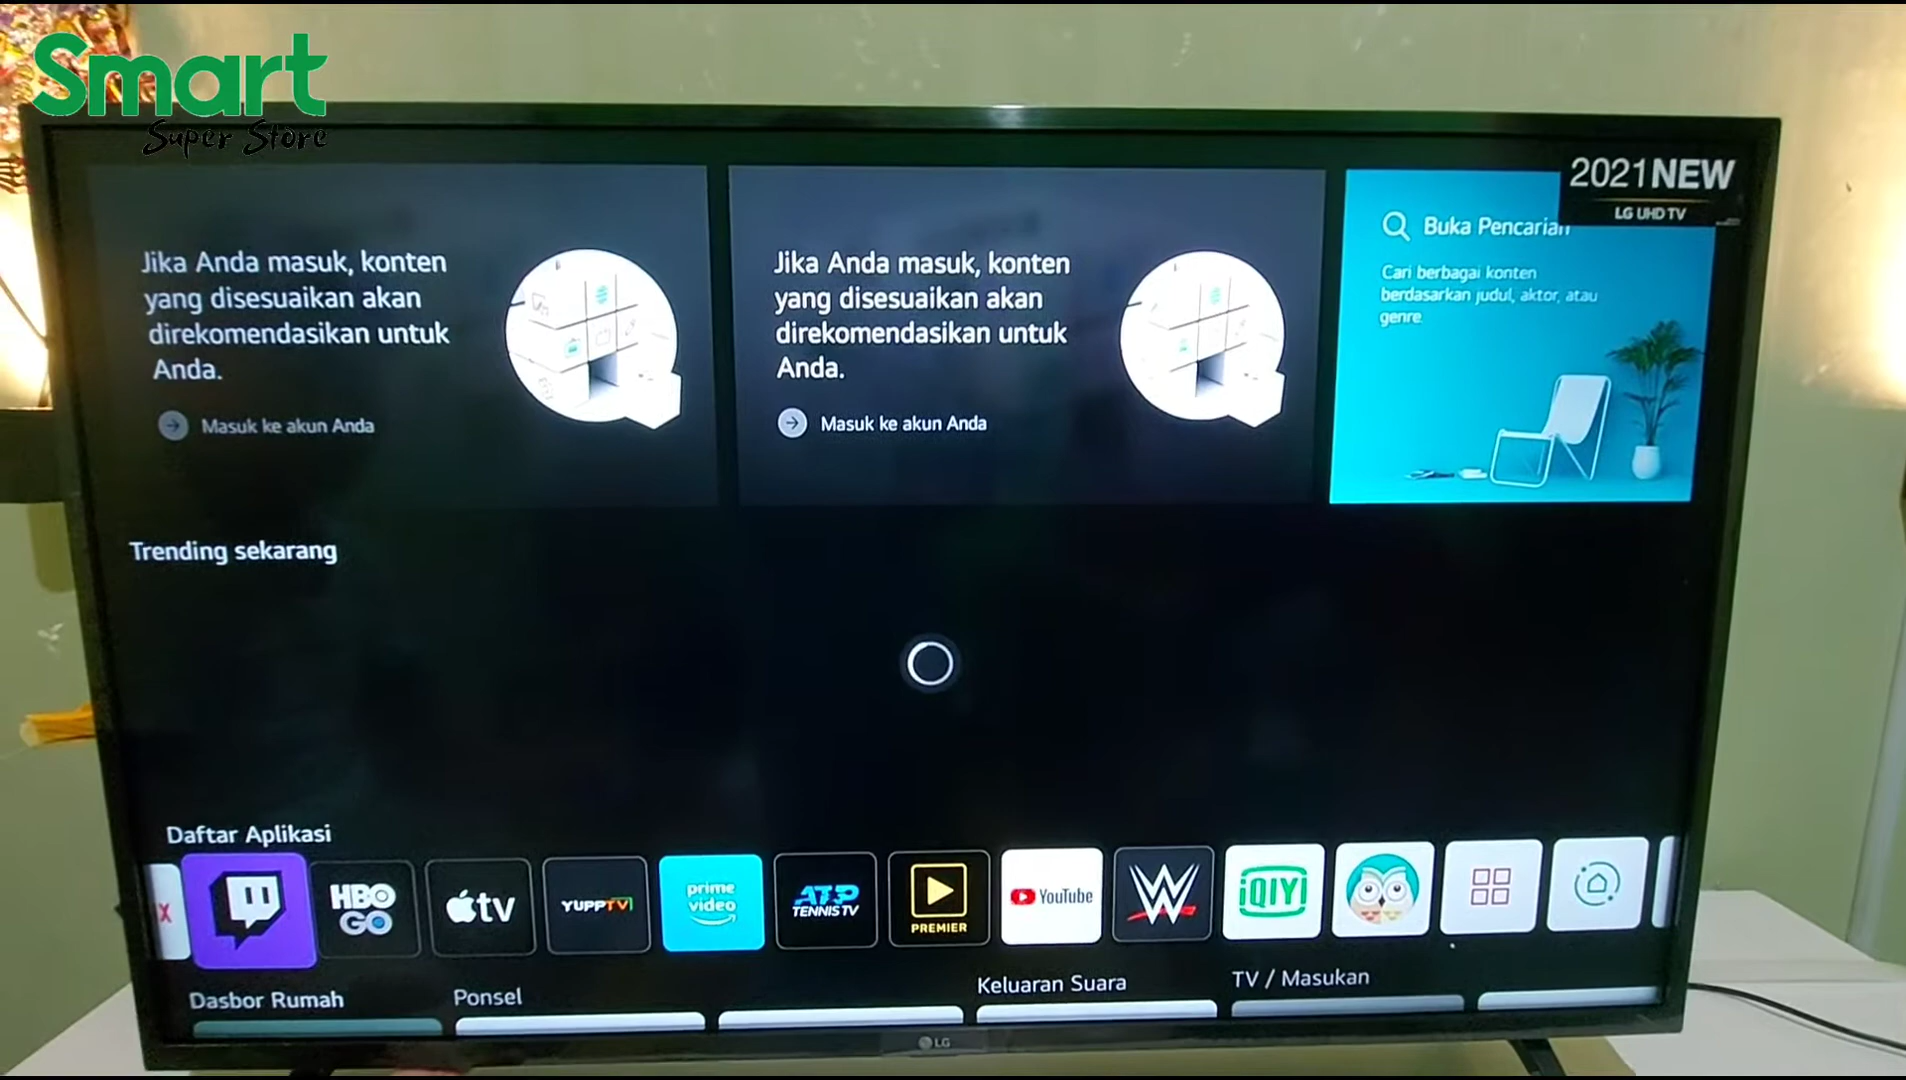 Smart
Super Store
2021 NEW
LG UHD TV
Jika Anda masuk, konten
yang disesuaikan akan
direkomendasikan untuk
Anda.
Masuk ke akun Anda
Jika Anda masuk, konten
yang disesuaikan akan
direkomendasikan untuk
Anda.
Masuk ke akun Anda
Buka Pencarian
Cari berbagai konten
berdasarkan judul, aktor, atau
genre.
Trending sekarang
Daftar Aplikasi
X
HBO
GO
tv
YUPPTV
prime
video
ATP
TENNIS TV
PREMIER
YouTube
W
iQIYI
Dasbor Rumah
Ponsel
Keluaran Suara
TV / Masukan
LG